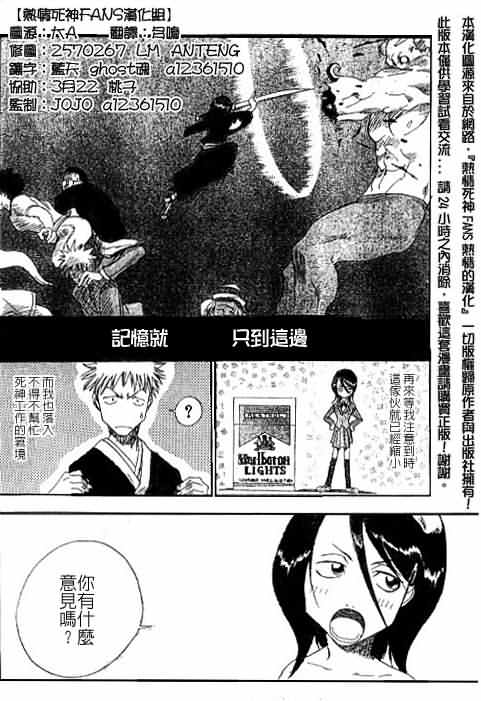 【熱情死神FANS漢化組】
圖源∴大A 翻譯∴呂鳴
修圖：2570267 LM ANTENG
嵌字：藍天 ghost魂 a12361510
協助：3月22 桃子
監制：JOJO a12361510
本漢化圖源來自於網路．『熱情死神FANS熱情的漢化』一切版權歸原作者與出版社擁有！
此版本僅供學習試看交流... 請24小時之內消除．喜歡這套漫畫請購買正版！謝謝。
記憶就 只到這邊
再來等我注意到時
這傢伙就已經縮小
Marlboro
LIGHTS
？
而我也落入
不得不幫忙
死神工作的窘境
你有什麼
意見嗎？